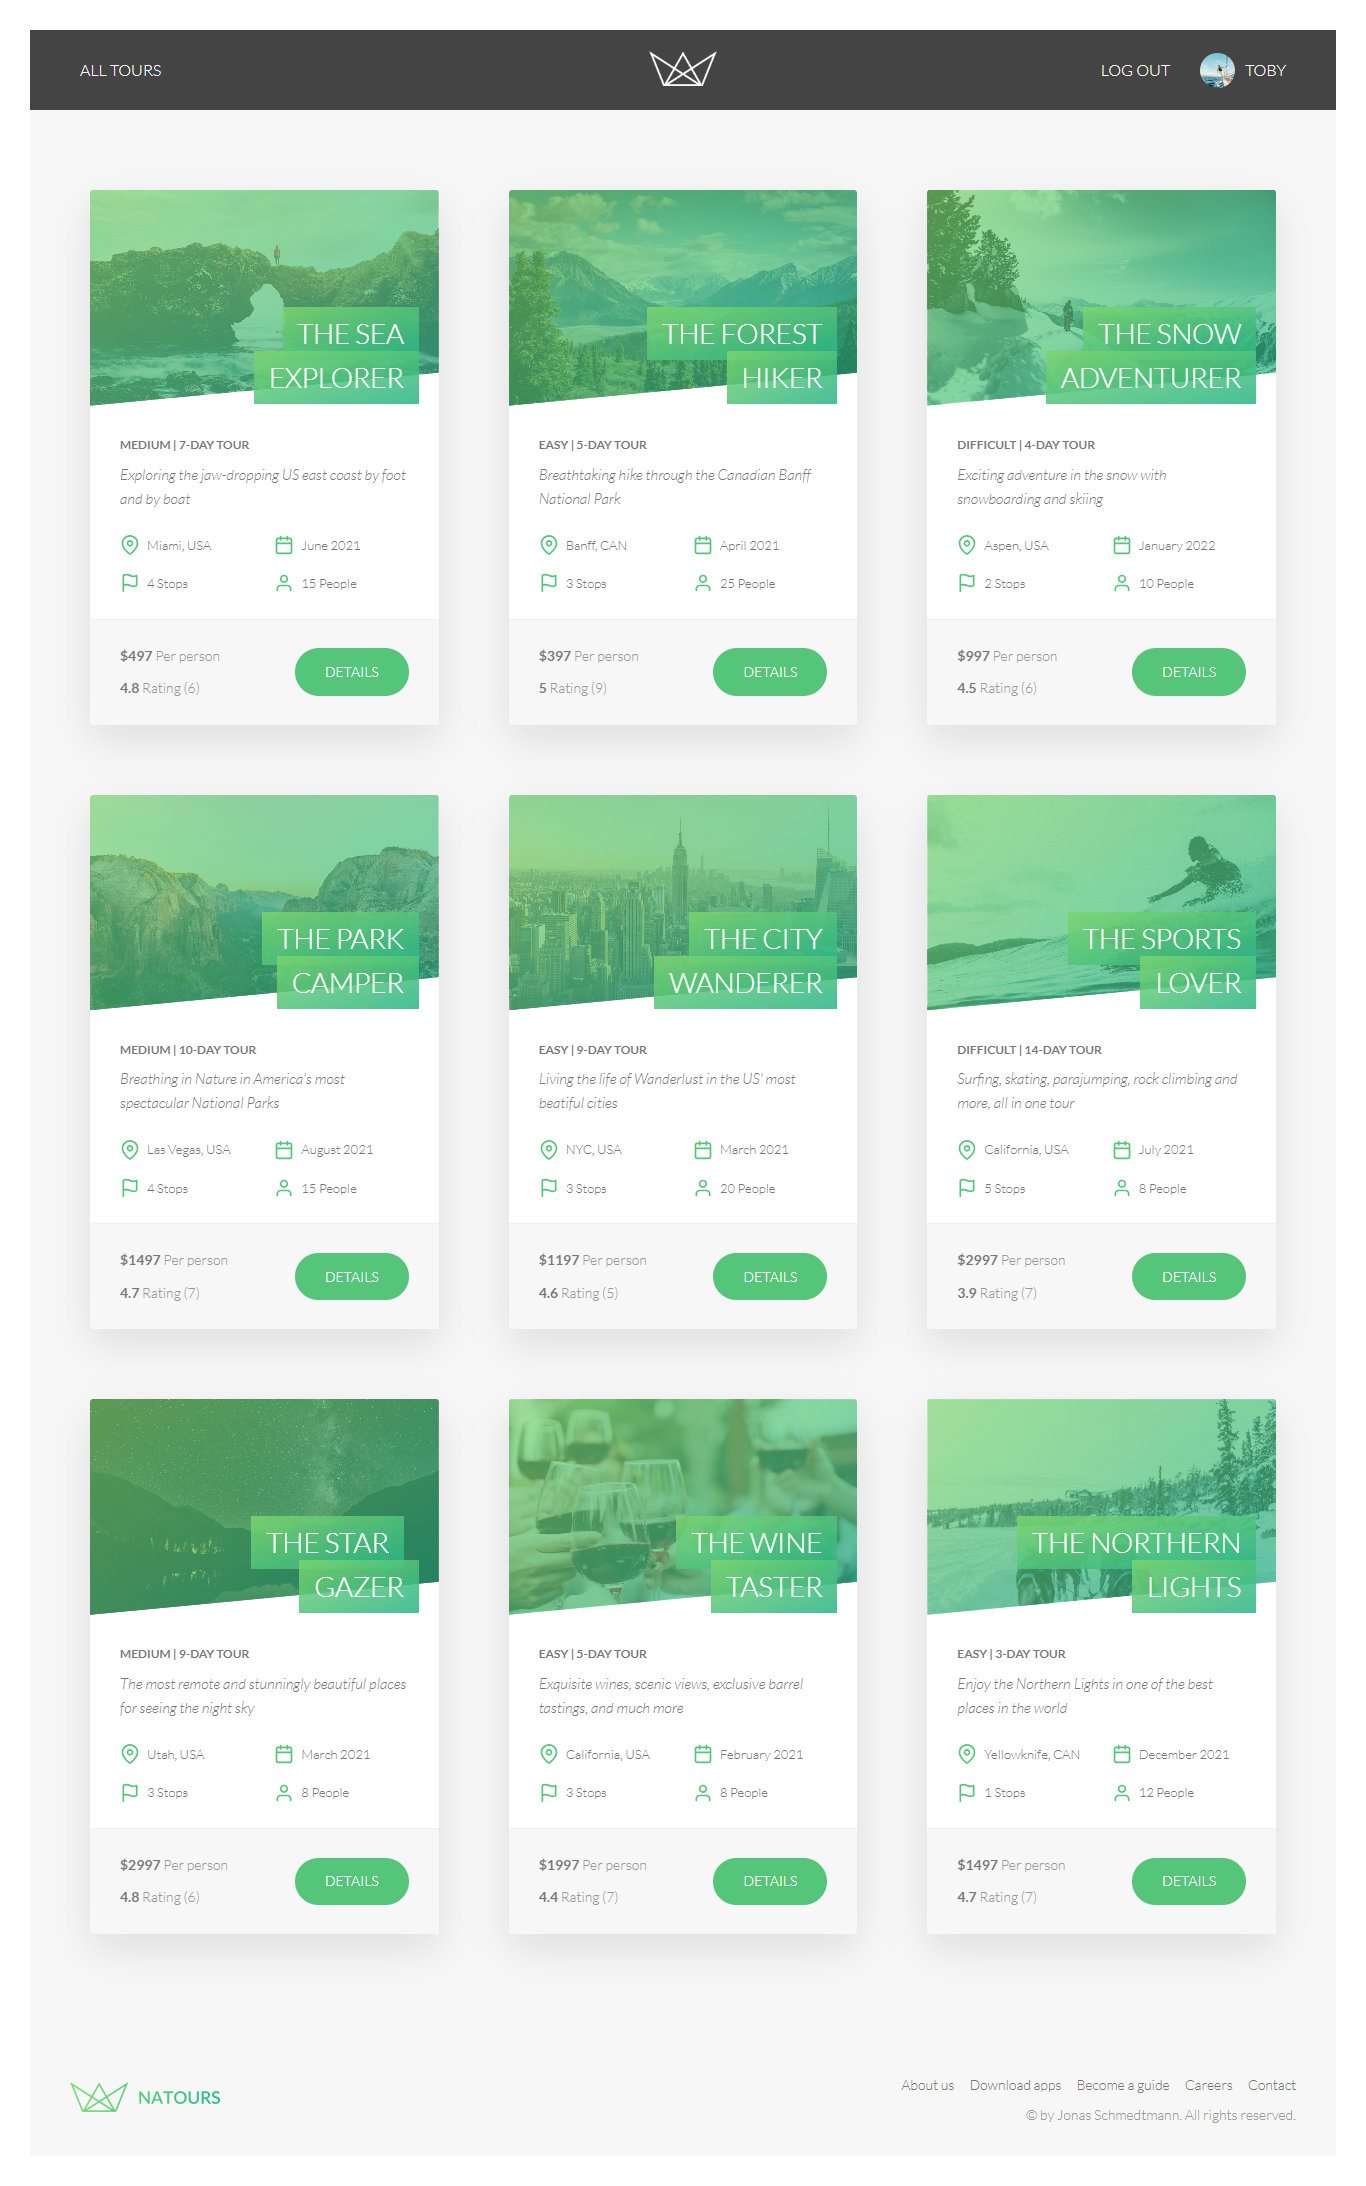 ALL TOURS
LOG OUT
TOBY
THE SEA
EXPLORER
MEDIUM | 7-DAY TOUR
Exploring the jaw-dropping US east coast by foot
and by boat
Miami, USA
June 2021
4 Stops
15 People
$497 Per person
4.8 Rating (6)
DETAILS
THE FOREST
HIKER
EASY | 5-DAY TOUR
Breathtaking hike through the Canadian Banff
National Park
Banff, CAN
April 2021
3 Stops
25 People
$397 Per person
5 Rating (9)
DETAILS
THE SNOW
ADVENTURER
DIFFICULT | 4-DAY TOUR
Exciting adventure in the snow with
snowboarding and skiing
Aspen, USA
January 2022
2 Stops
10 People
$997 Per person
4.5 Rating (6)
DETAILS
THE PARK
CAMPER
MEDIUM | 10-DAY TOUR
Breathing in Nature in America's most
spectacular National Parks
Las Vegas, USA
August 2021
4 Stops
15 People
$1497 Per person
4.7 Rating (7)
DETAILS
THE CITY
WANDERER
EASY | 9-DAY TOUR
Living the life of Wanderlust in the US' most
beatiful cities
NYC, USA
March 2021
3 Stops
20 People
$1197 Per person
4.6 Rating (5)
DETAILS
THE SPORTS
LOVER
DIFFICULT | 14-DAY TOUR
Surfing, skating, parajumping, rock climbing and
more, all in one tour
California, USA
July 2021
5 Stops
8 People
$2997 Per person
3.9 Rating (7)
DETAILS
THE STAR
GAZER
MEDIUM | 9-DAY TOUR
The most remote and stunningly beautiful places
for seeing the night sky
Utah, USA
March 2021
3 Stops
8 People
$2997 Per person
4.8 Rating (6)
DETAILS
THE WINE
TASTER
EASY | 5-DAY TOUR
Exquisite wines, scenic views, exclusive barrel
tastings, and much more
California, USA
February 2021
3 Stops
8 People
$1997 Per person
4.4 Rating (7)
DETAILS
THE NORTHERN
LIGHTS
EASY | 3-DAY TOUR
Enjoy the Northern Lights in one of the best
places in the world
Yellowknife, CAN
December 2021
1 Stops
12 People
$1497 Per person
4.7 Rating (7)
DETAILS
NATOURS
About us
Download apps
Become a guide
Careers
Contact
© by Jonas Schmedtmann. All rights reserved.